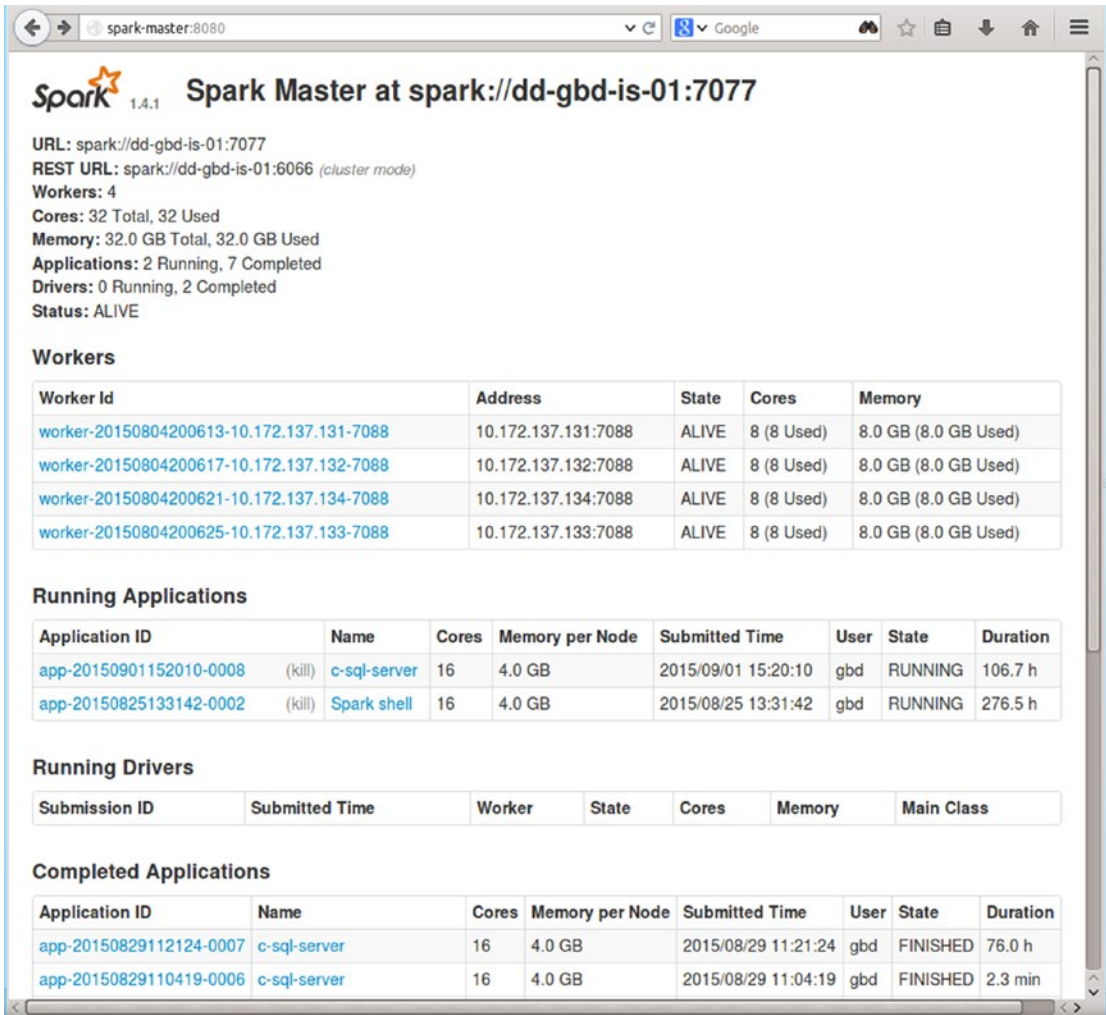 spark-master:8080 Google
Spark 1.4.1 Spark Master at spark://dd-gbd-is-01:7077
URL: spark://dd-gbd-is-01:7077
REST URL: spark://dd-gbd-is-01:6066 (cluster mode)
Workers: 4
Cores: 32 Total, 32 Used
Memory: 32.0 GB Total, 32.0 GB Used
Applications: 2 Running, 7 Completed
Drivers: 0 Running, 2 Completed
Status: ALIVE
Workers
Worker Id Address State Cores Memory
worker-20150804200613-10.172.137.131-7088 10.172.137.131:7088 ALIVE 8 (8 Used) 8.0 GB (8.0 GB Used)
worker-20150804200617-10.172.137.132-7088 10.172.137.132:7088 ALIVE 8 (8 Used) 8.0 GB (8.0 GB Used)
worker-20150804200621-10.172.137.134-7088 10.172.137.134:7088 ALIVE 8 (8 Used) 8.0 GB (8.0 GB Used)
worker-20150804200625-10.172.137.133-7088 10.172.137.133:7088 ALIVE 8 (8 Used) 8.0 GB (8.0 GB Used)
Running Applications
Application ID Name Cores Memory per Node Submitted Time User State Duration
app-20150901152010-0008 (kill) c-sql-server 16 4.0 GB 2015/09/01 15:20:10 gbd RUNNING 106.7 h
app-20150825133142-0002 (kill) Spark shell 16 4.0 GB 2015/08/25 13:31:42 gbd RUNNING 276.5 h
Running Drivers
Submission ID Submitted Time Worker State Cores Memory Main Class
Completed Applications
Application ID Name Cores Memory per Node Submitted Time User State Duration
app-20150829112124-0007 c-sql-server 16 4.0 GB 2015/08/29 11:21:24 gbd FINISHED 76.0 h
app-20150829110419-0006 c-sql-server 16 4.0 GB 2015/08/29 11:04:19 gbd FINISHED 2.3 min